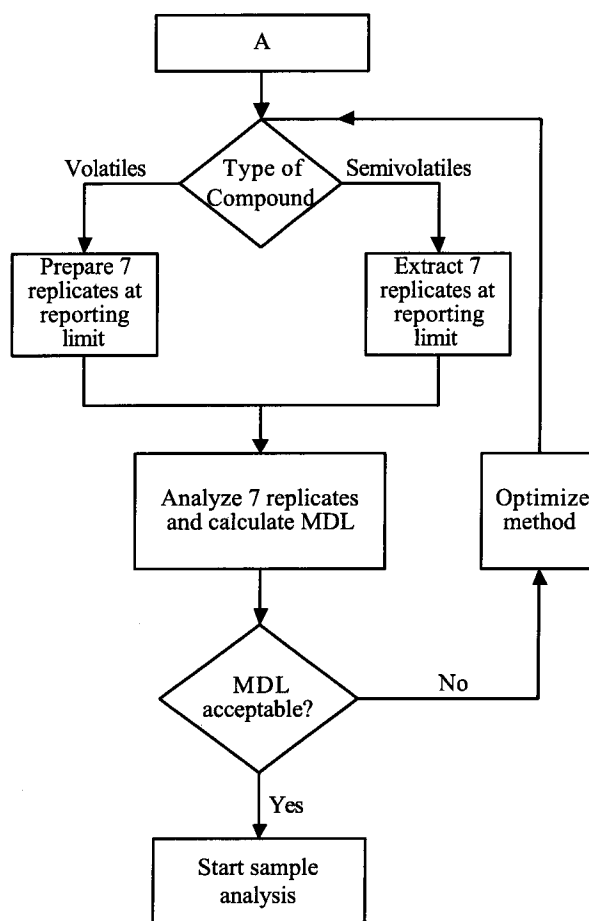 A
Type of
Compound
Volatiles
Semivolatiles
Prepare 7
replicates at
reporting
limit
Extract 7
replicates at
reporting
limit
Analyze 7 replicates
and calculate MDL
Optimize
method
MDL
acceptable?
No
Yes
Start sample
analysis